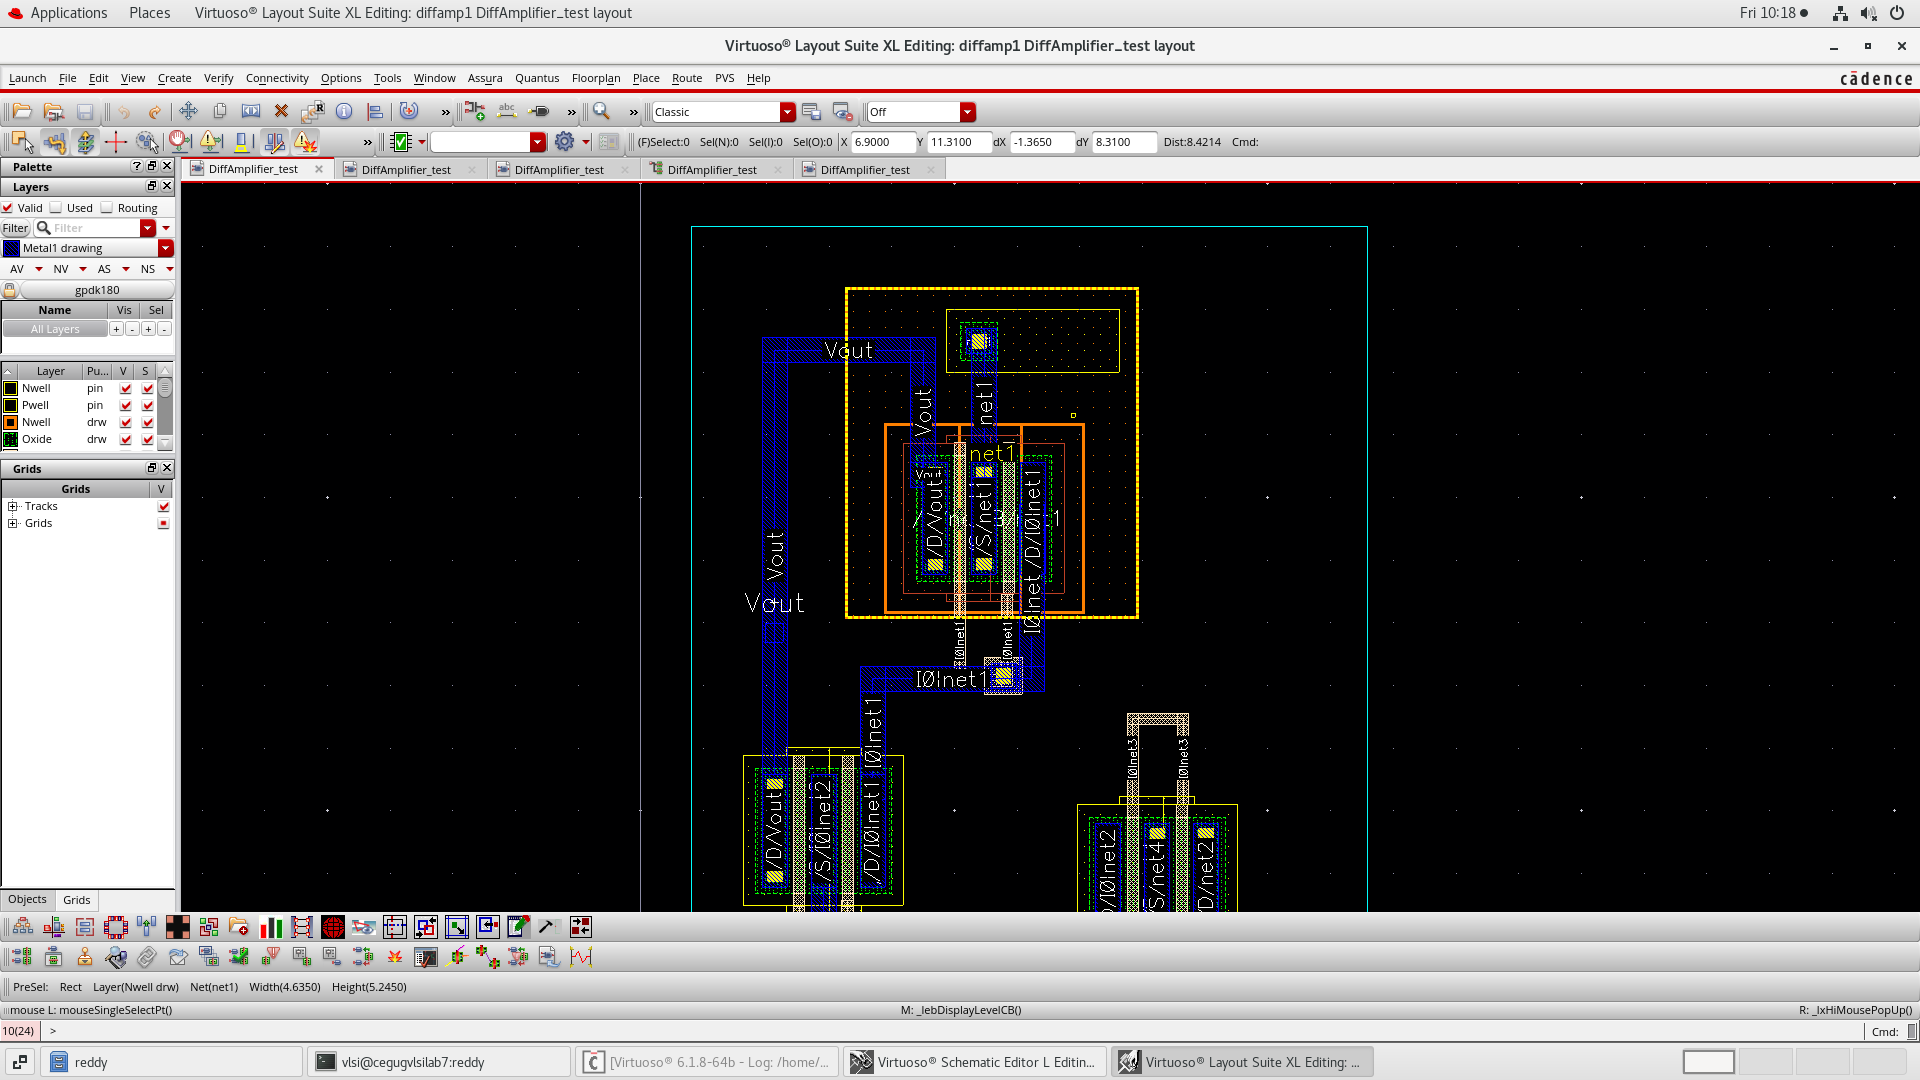 Applications Places Virtuoso® Layout Suite XL Editing: diffamp1 DiffAmplifier_test layout Fri 10:18
Virtuoso® Layout Suite XL Editing: diffamp1 DiffAmplifier_test layout
Launch File Edit View Create Verify Connectivity Options Tools Window Assura Quantus Floorplan Place Route PVS Help cādence
Classic Off
(F)Select:0 Sel(N):0 Sel(I):0 Sel(O):0 X 6.9000 Y 11.3100 dX -1.3650 dY 8.3100 Dist:8.4214 Cmd:
Palette
DiffAmplifier_test DiffAmplifier_test DiffAmplifier_test DiffAmplifier_test DiffAmplifier_test
Layers
Valid Used Routing
Filter Filter
Metal1 drawing
AV NV AS NS
gpdk180
Name Vis Sel
All Layers + - + -
Layer Pu... V S
Nwell pin
Pwell pin
Nwell drw
Oxide drw
Grids
Grids V
Tracks
Grids
Objects Grids
Vout
Vout
net1
net1
/D/Vout
/S/net1
/D/I0|net1
I0|net1
Vout
Vout
I0|net1
I0|net1
I0|net1
I0|net1
/D/Vout
/S/I0|net2
/D/I0|net1
I0|net3
I0|net3
D/I0|net2
S/net4
D/net2
PreSel: Rect Layer(Nwell drw) Net(net1) Width(4.6350) Height(5.2450)
mouse L: mouseSingleSelectPt() M: _lebDisplayLevelCB() R: _lxHiMousePopUp()
10(24) > Cmd:
reddy vlsi@cegugvlsilab7:reddy [Virtuoso® 6.1.8-64b - Log: /home/... Virtuoso® Schematic Editor L Editin... Virtuoso® Layout Suite XL Editing: ...